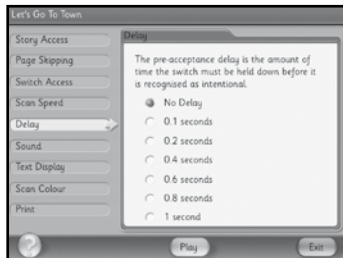 Let's Go To Town
Story Access
Page Skipping
Switch Access
Scan Speed
Delay
Sound
Text Display
Scan Colour
Print
Delay
The pre-acceptance delay is the amount of
time the switch must be held down before it
is recognised as intentional.
No Delay
0.1 seconds
0.2 seconds
0.4 seconds
0.6 seconds
0.8 seconds
1 second
?
Play
Exit